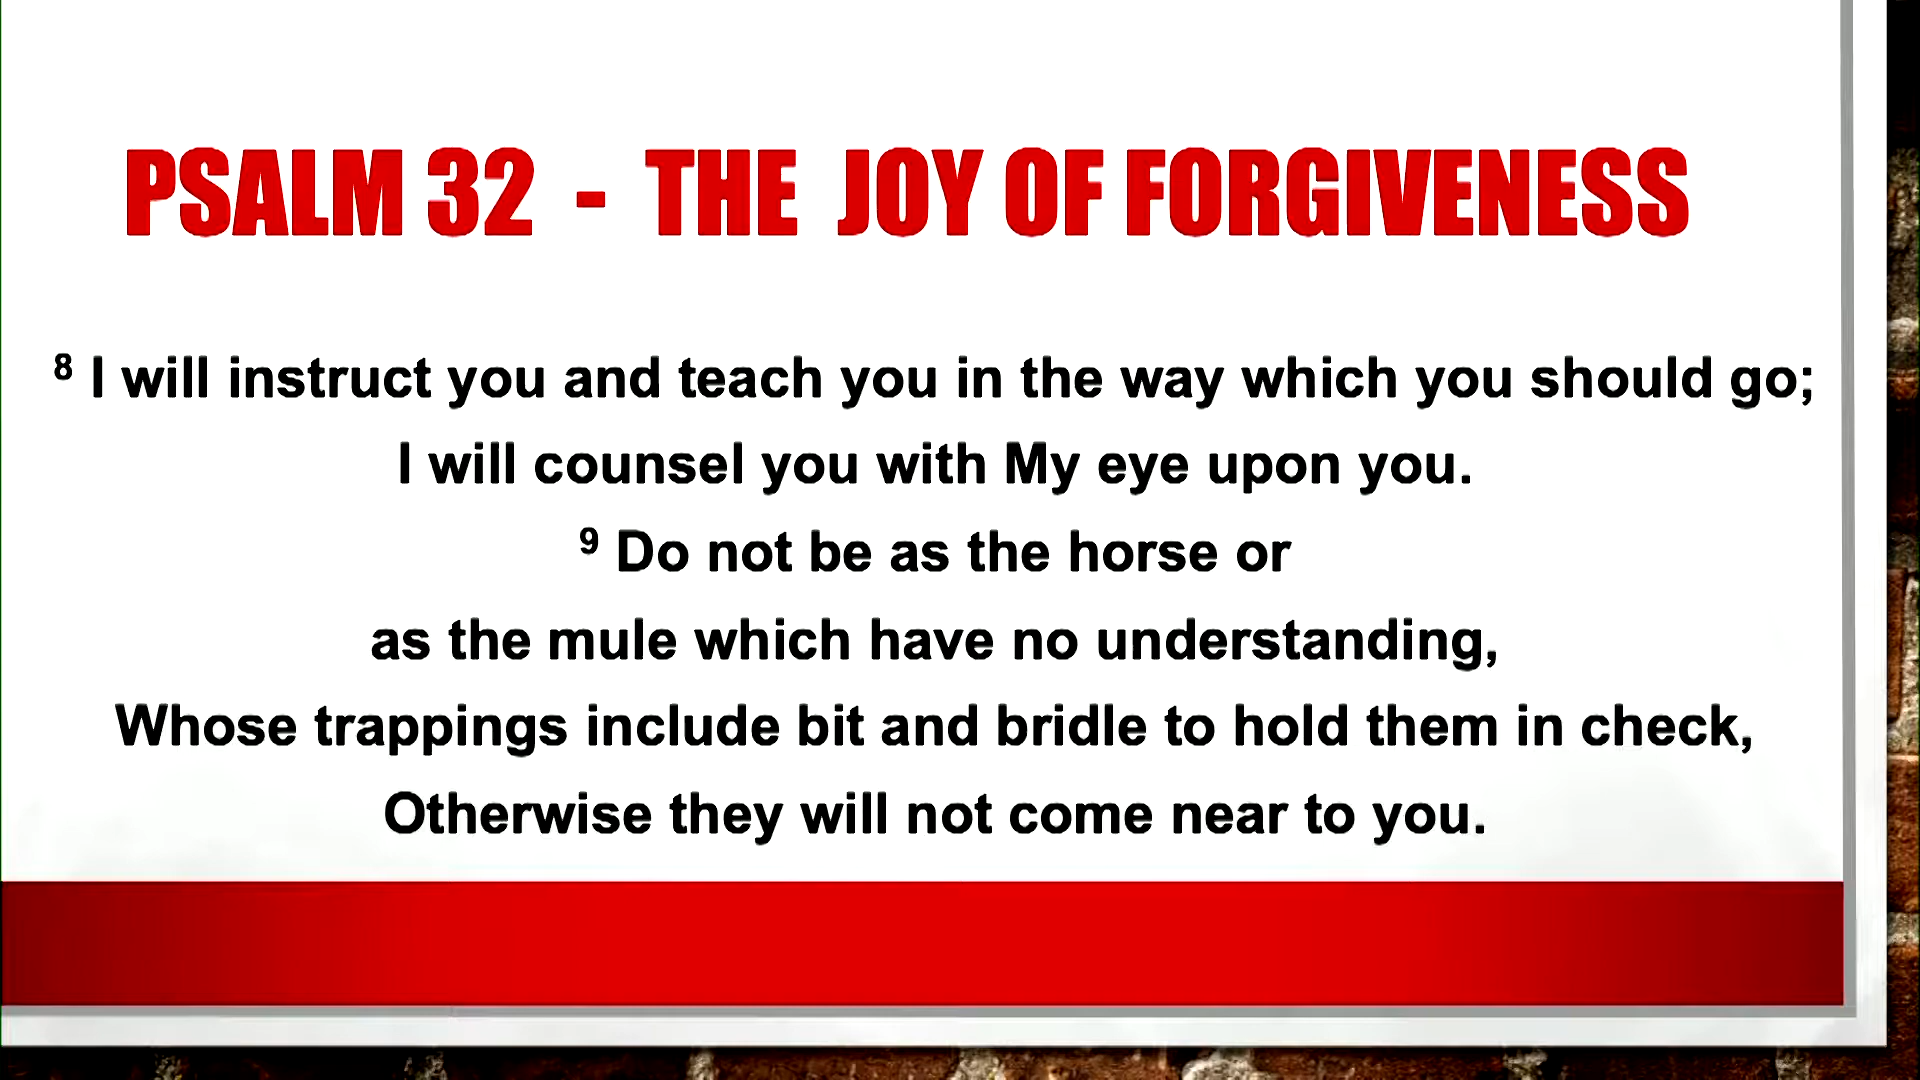 PSALM 32 - THE JOY OF FORGIVENESS
8 I will instruct you and teach you in the way which you should go;
I will counsel you with My eye upon you.
9 Do not be as the horse or
as the mule which have no understanding,
Whose trappings include bit and bridle to hold them in check,
Otherwise they will not come near to you.